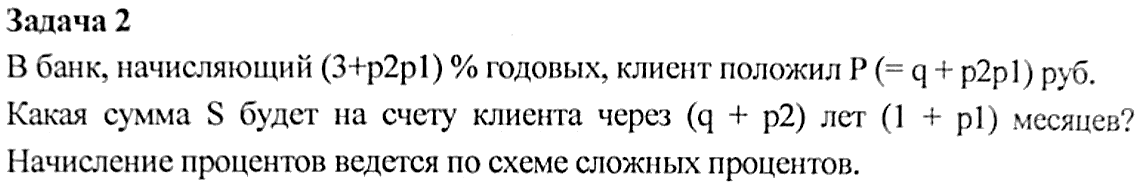 Задача 2
В банк, начисляющий (3+p2p1) % годовых, клиент положил P (= q + p2p1) руб.
Какая сумма S будет на счету клиента через (q + p2) лет (1 + p1) месяцев?
Начисление процентов ведется по схеме сложных процентов.